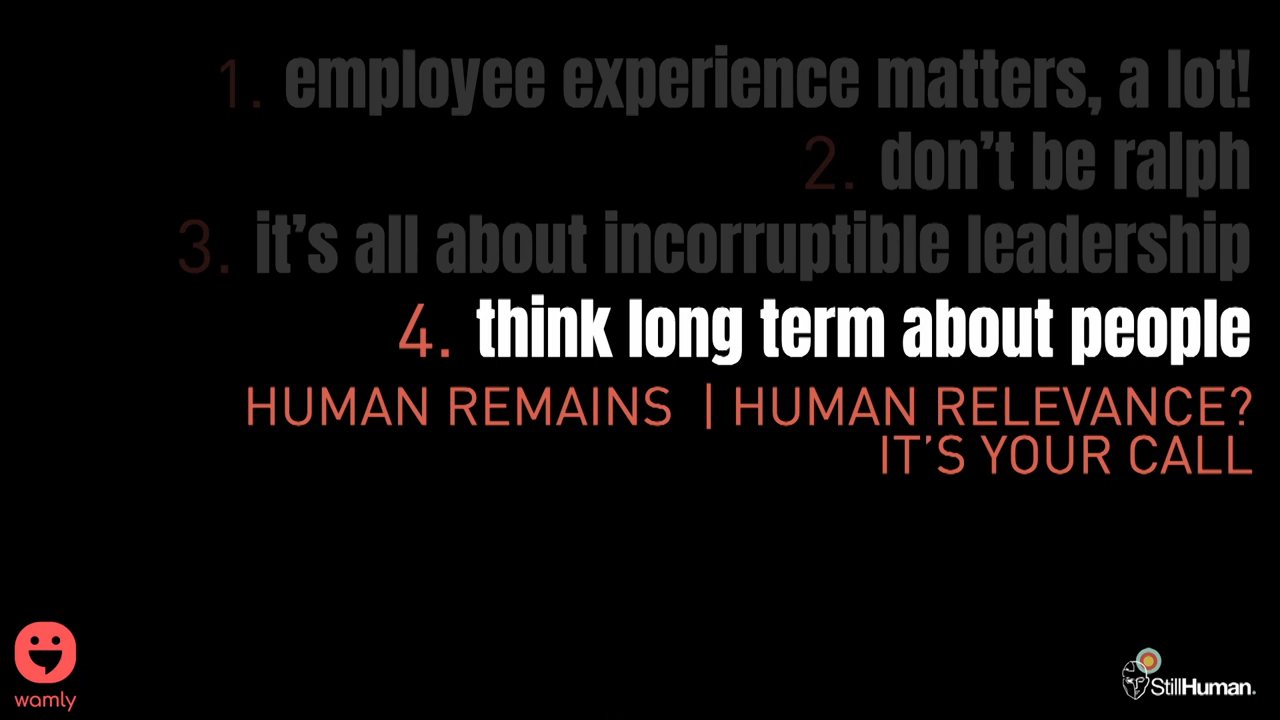 1. employee experience matters, a lot!
2. don't be ralph
3. it's all about incorruptible leadership
4. think long term about people
HUMAN REMAINS | HUMAN RELEVANCE?
IT'S YOUR CALL
wamly
StillHuman.